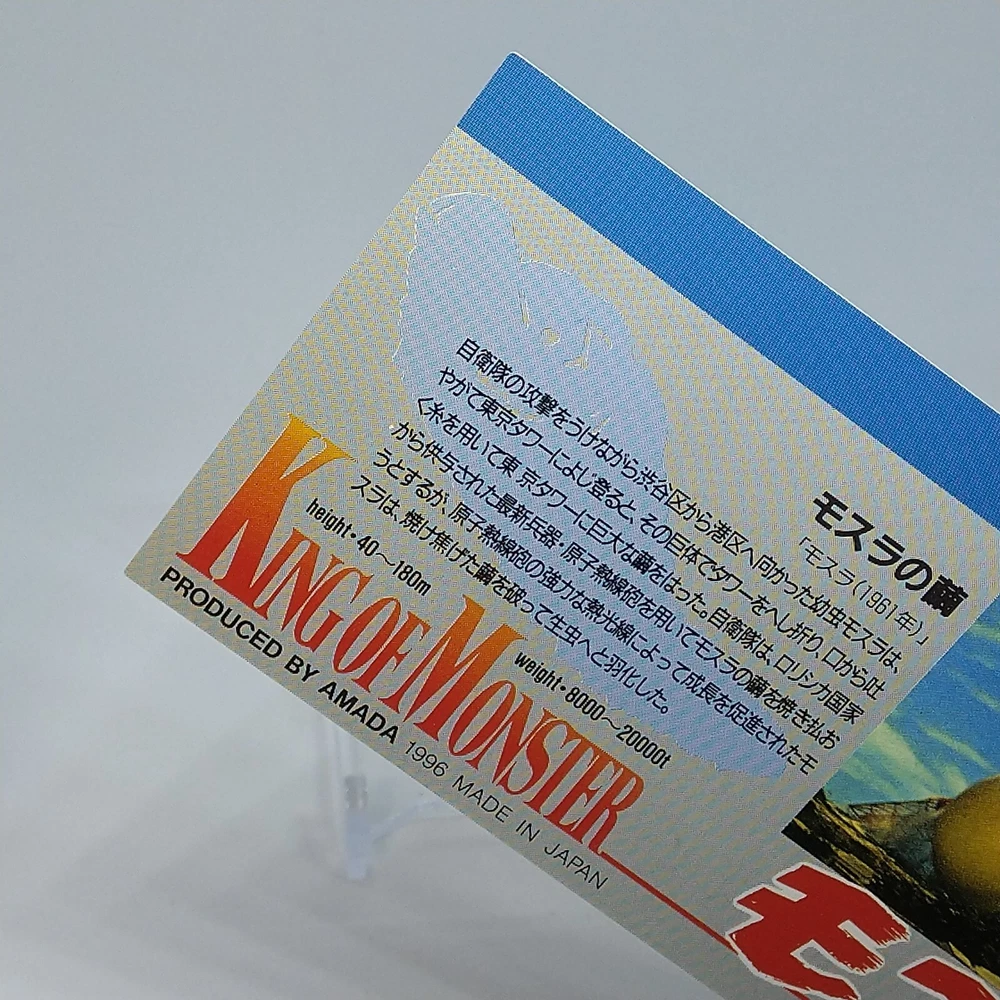 モスラの繭
「モスラ(1961年)」
自衛隊の攻撃をうけながら渋谷区から港区へ向かった幼虫モスラは、
やがて東京タワーによじ登ると、その巨体でタワーをへし折り、口から吐
く糸を用いて東京タワーに巨大な繭をはった。自衛隊は、ロリシカ国家
から供与された最新兵器・原子熱線砲を用いてモスラの繭を焼き払お
うとするが、原子熱線砲の強力な熱光線によって成長を促進されたモ
スラは、焼け焦げた繭を破って生虫へと羽化した。
height・40〜180m
weight・8000〜20000t
KING OF MONSTER
PRODUCED BY AMADA 1996 MADE IN JAPAN
モ